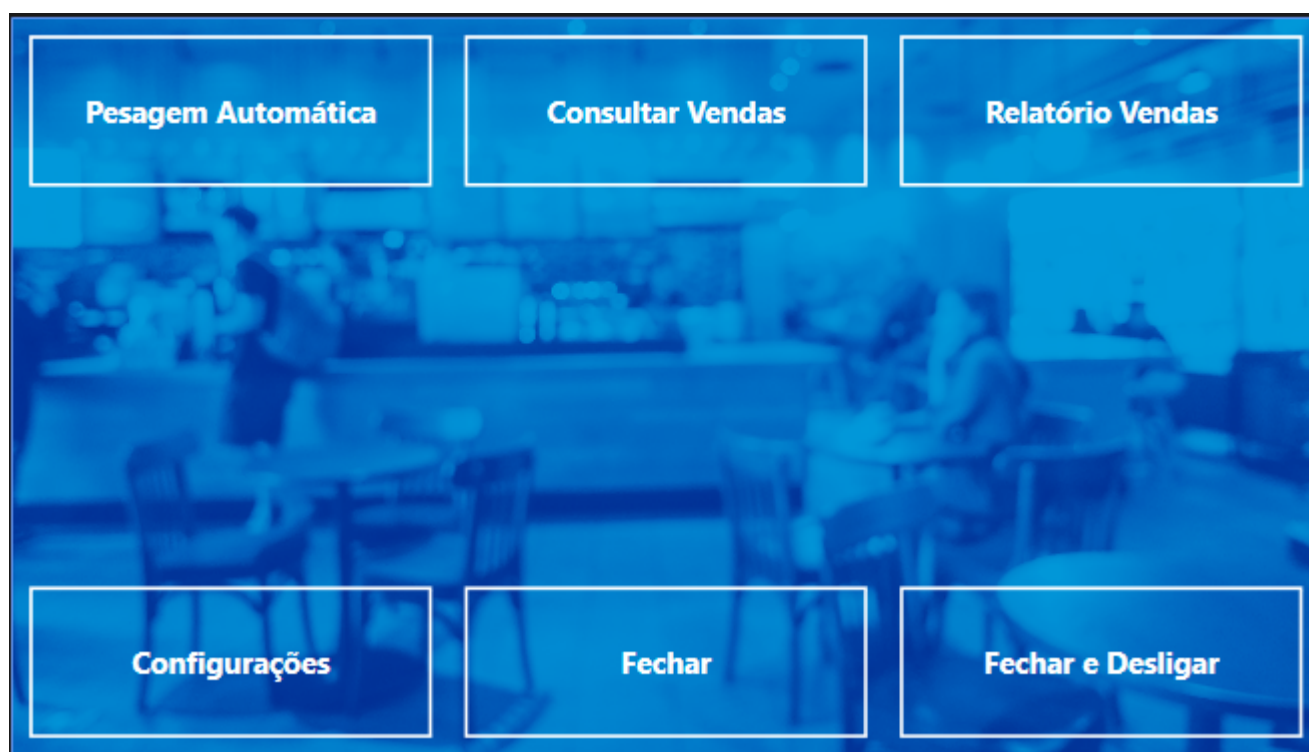 Pesagem Automática
Consultar Vendas
Relatório Vendas
Configurações
Fechar
Fechar e Desligar